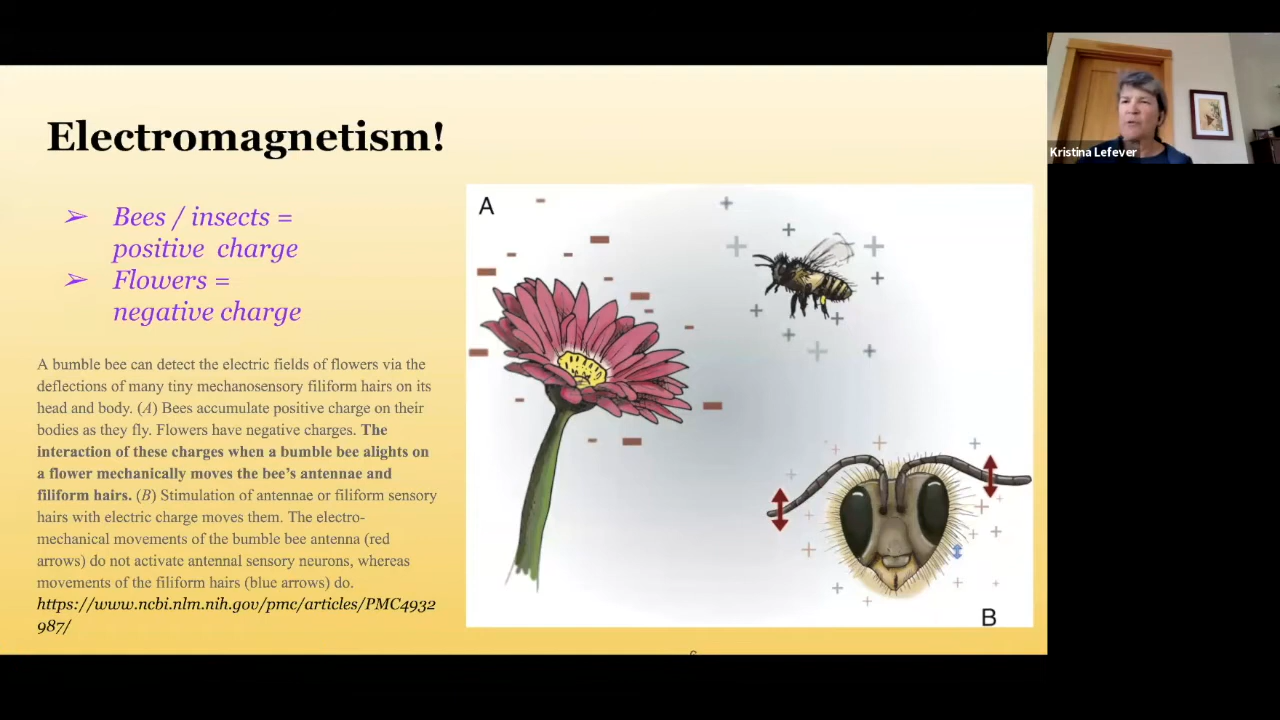 Electromagnetism!
➢ Bees / insects =
positive charge
➢ Flowers =
negative charge
A bumble bee can detect the electric fields of flowers via the
deflections of many tiny mechanosensory filiform hairs on its
head and body. (A) Bees accumulate positive charge on their
bodies as they fly. Flowers have negative charges. The
interaction of these charges when a bumble bee alights on
a flower mechanically moves the bee's antennae and
filiform hairs. (B) Stimulation of antennae or filiform sensory
hairs with electric charge moves them. The electro-
mechanical movements of the bumble bee antenna (red
arrows) do not activate antennal sensory neurons, whereas
movements of the filiform hairs (blue arrows) do.
https://www.ncbi.nlm.nih.gov/pmc/articles/PMC4932
987/
A
B
Kristina Lefever